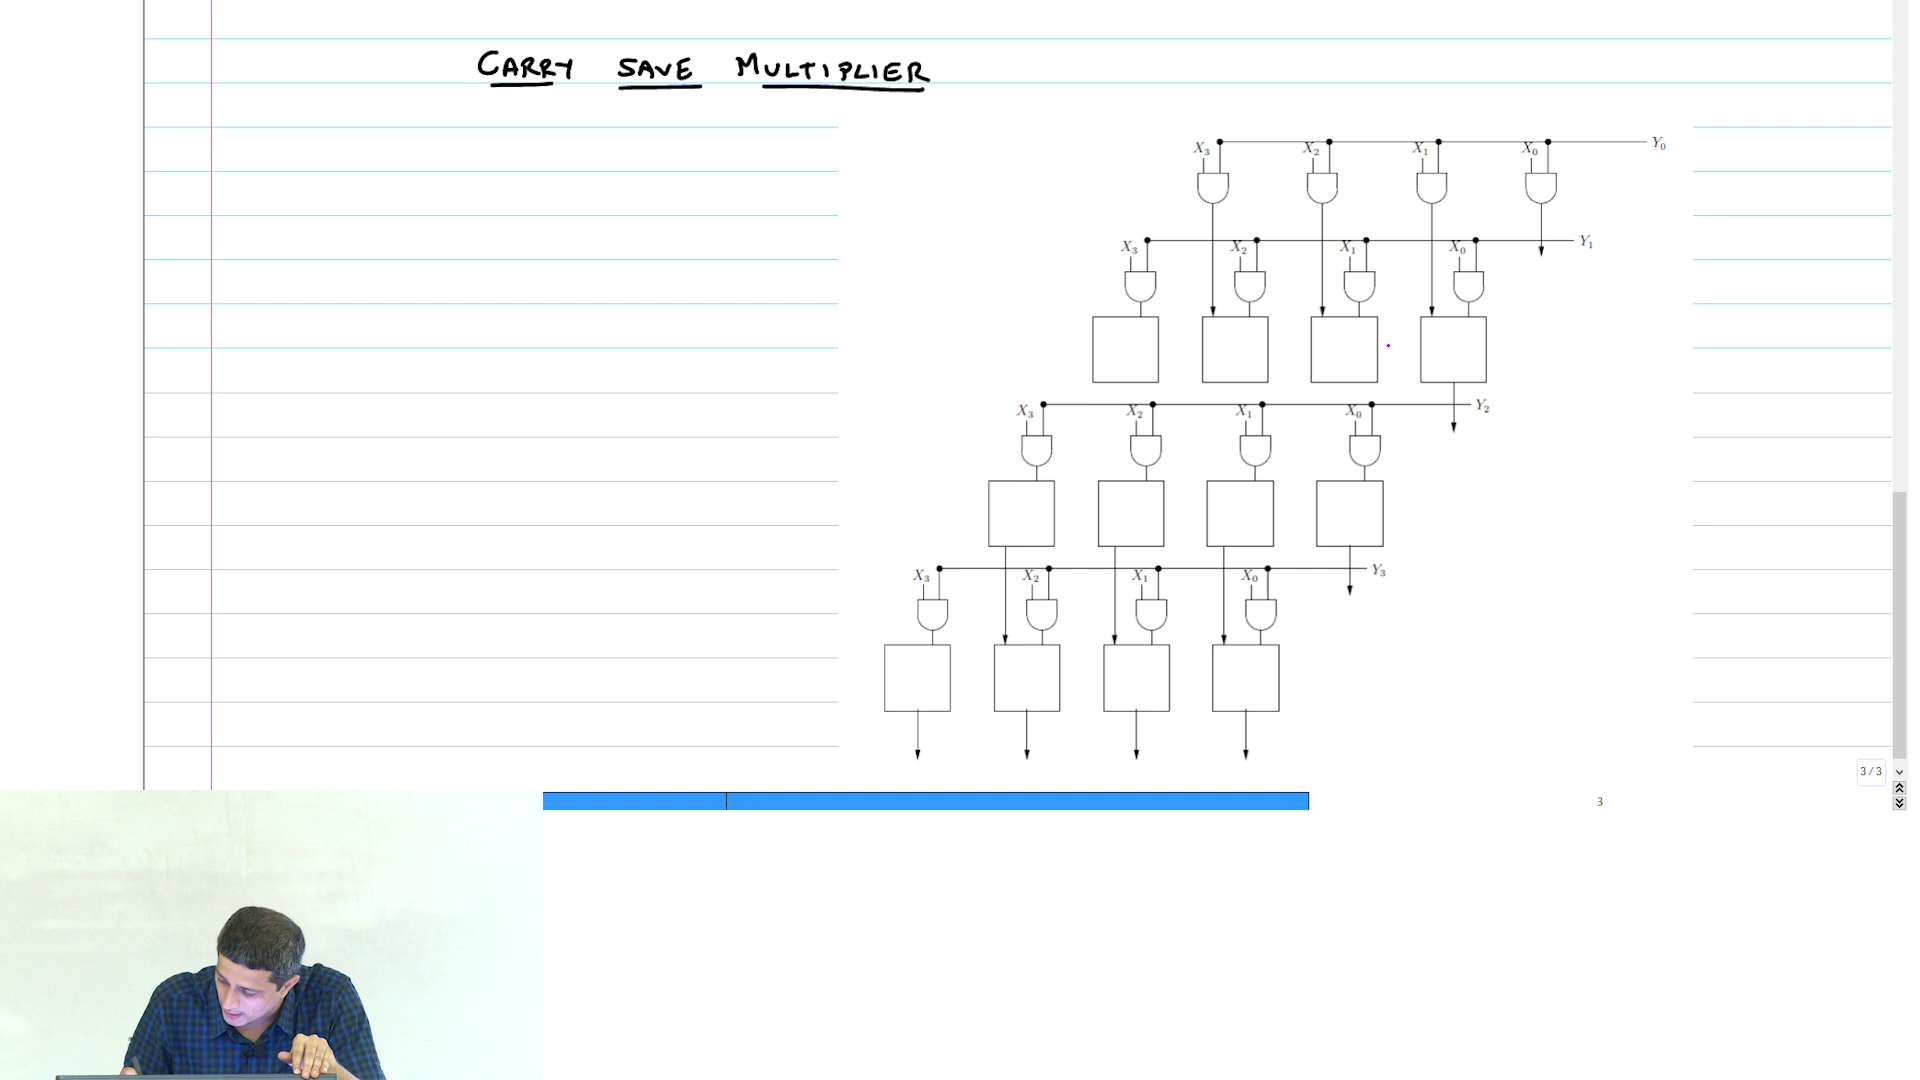 CARRY SAVE MULTIPLIER
X3 X2 X1 X0 Y0
X3 X2 X1 X0 Y1
X3 X2 X1 X0 Y2
X3 X2 X1 X0 Y3
3 / 3
3